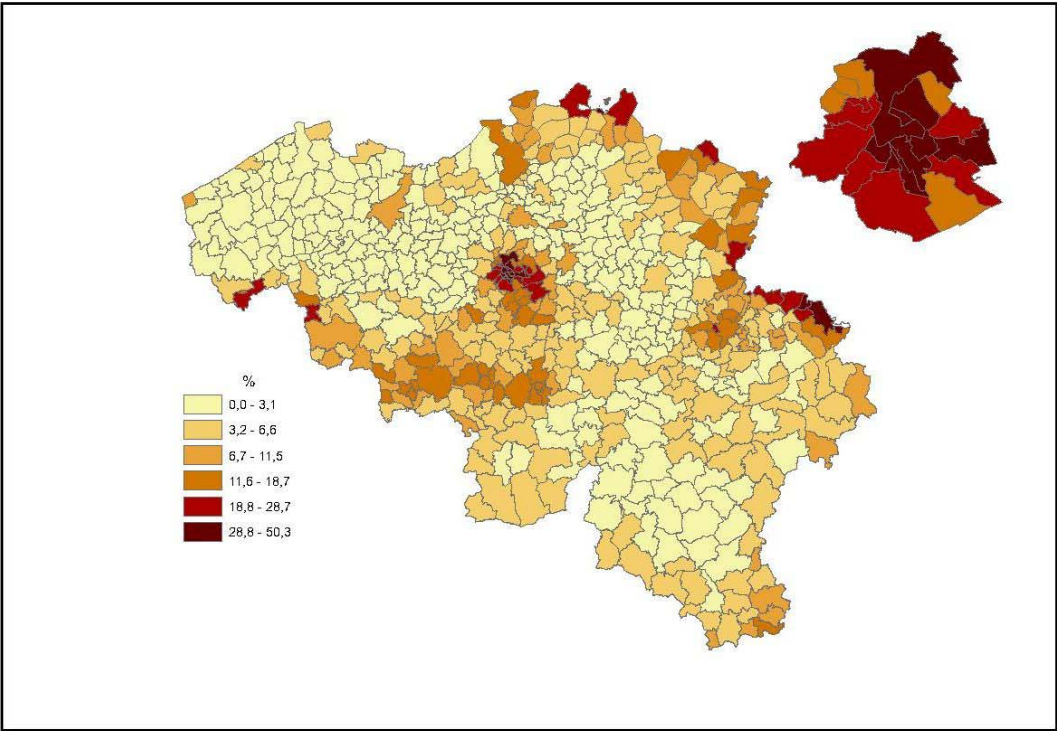 %
0,0 - 3,1
3,2 - 6,6
6,7 - 11,5
11,6 - 18,7
18,8 - 28,7
28,8 - 50,3